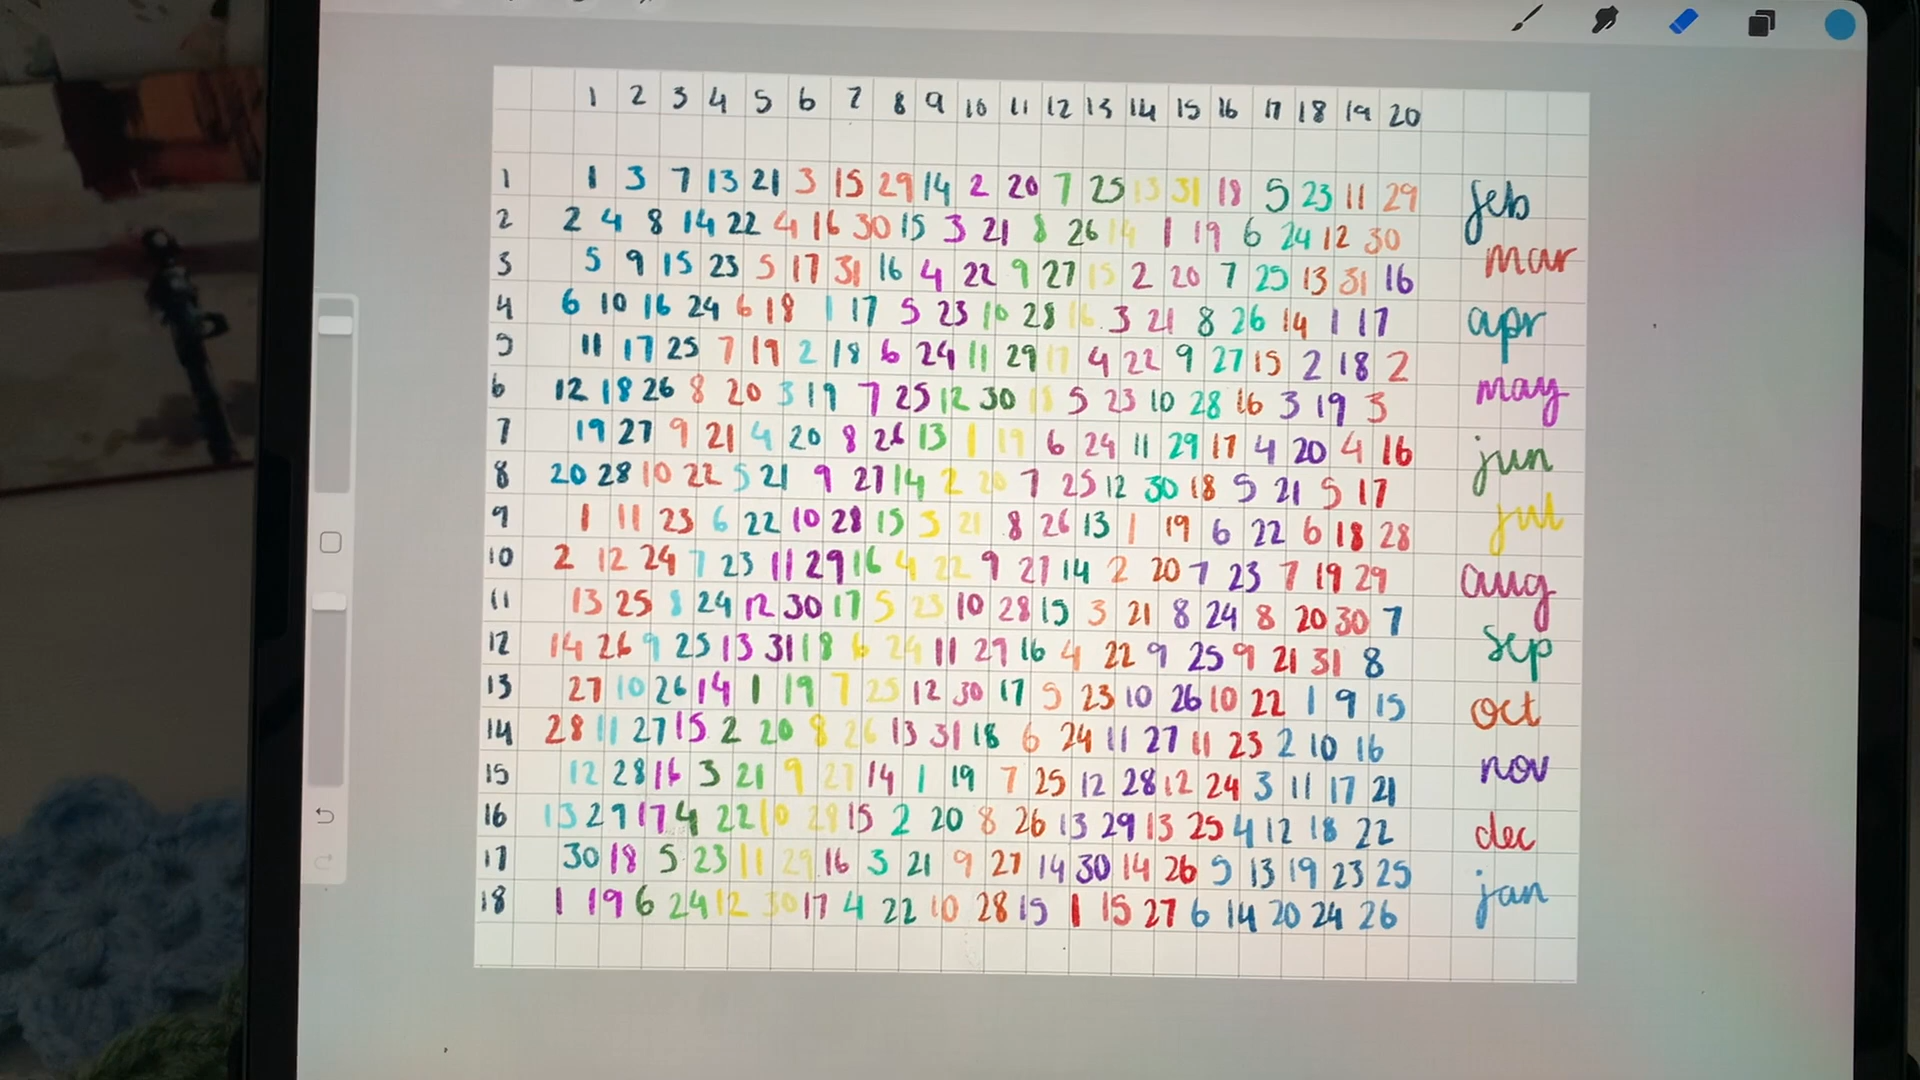 1 2 3 4 5 6 7 8 9 10 11 12 13 14 15 16 17 18 19 20
1 1 3 7 13 21 3 15 29 14 2 20 7 25 13 31 18 5 23 11 29 feb
2 2 4 8 14 22 4 16 30 15 3 21 8 26 14 1 19 6 24 12 30
3 5 9 15 23 5 17 31 16 4 22 9 27 15 2 20 7 25 13 31 16 mar
4 6 10 16 24 6 18 1 17 5 23 10 28 16 3 21 8 26 14 1 17 apr
5 11 17 25 7 19 2 18 6 24 11 29 17 4 22 9 27 15 2 18 2
6 12 18 26 8 20 3 19 7 25 12 30 18 5 23 10 28 16 3 19 3 may
7 19 27 9 21 4 20 8 26 13 1 19 6 24 11 29 17 4 20 4 16 jun
8 20 28 10 22 5 21 9 27 14 2 20 7 25 12 30 18 5 21 5 17
9 1 11 23 6 22 10 28 15 3 21 8 26 13 1 19 6 22 6 18 28 jul
10 2 12 24 7 23 11 29 16 4 22 9 27 14 2 20 7 23 7 19 29 aug
11 13 25 8 24 12 30 17 5 23 10 28 15 3 21 8 24 8 20 30 7
12 14 26 9 25 13 31 18 6 24 11 29 16 4 22 9 25 9 21 31 8 sep
13 27 10 26 14 1 19 7 25 12 30 17 5 23 10 26 10 22 1 9 15 oct
14 28 11 27 15 2 20 8 26 13 31 18 6 24 11 27 11 23 2 10 16
15 12 28 16 3 21 9 27 14 1 19 7 25 12 28 12 24 3 11 17 21 nov
16 13 29 17 4 22 10 28 15 2 20 8 26 13 29 13 25 4 12 18 22 dec
17 30 18 5 23 11 29 16 3 21 9 27 14 30 14 26 5 13 19 23 25
18 1 19 6 24 12 30 17 4 22 10 28 15 1 15 27 6 14 20 24 26 jan